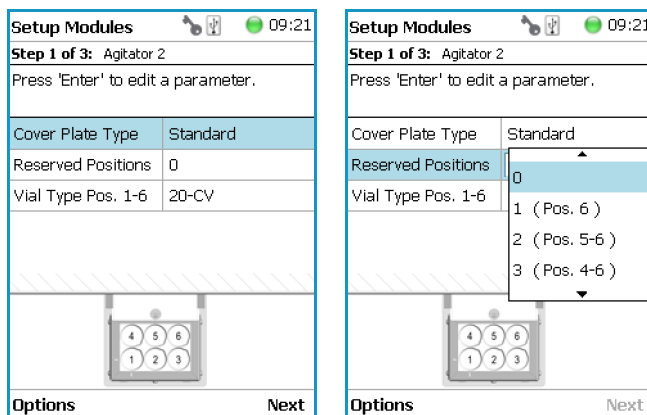 Setup Modules 09:21
Step 1 of 3: Agitator 2
Press 'Enter' to edit a parameter.
Cover Plate Type Standard
Reserved Positions 0
Vial Type Pos. 1-6 20-CV
4 5 6
1 2 3
Options Next
Setup Modules 09:21
Step 1 of 3: Agitator 2
Press 'Enter' to edit a parameter.
Cover Plate Type Standard
Reserved Positions
0
Vial Type Pos. 1-6
1 ( Pos. 6 )
2 ( Pos. 5-6 )
3 ( Pos. 4-6 )
4 5 6
1 2 3
Options Next